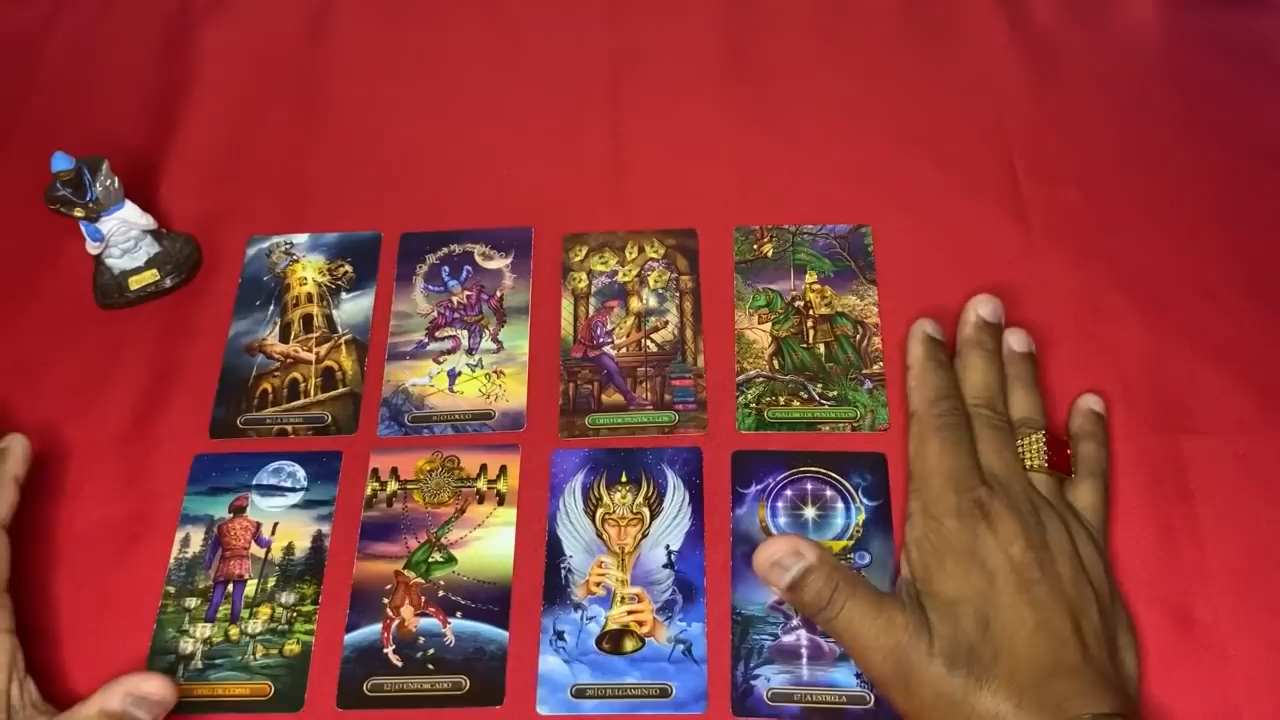 16 | A TORRE
0 | O LOUCO
OITO DE PENTÁCULOS
CAVALEIRO DE PENTÁCULOS
OITO DE COPAS
12 | O ENFORCADO
20 | O JULGAMENTO
17 | A ESTRELA